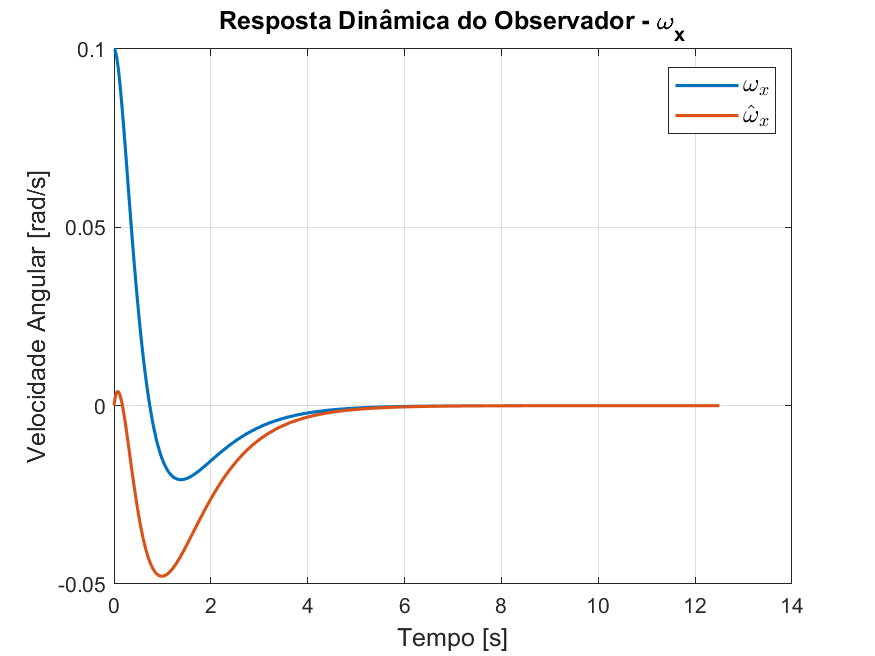 Resposta Dinâmica do Observador - ωₓ
0.1
0.05
0
-0.05
Velocidade Angular [rad/s]
ωₓ
ω̂ₓ
0 2 4 6 8 10 12 14
Tempo [s]